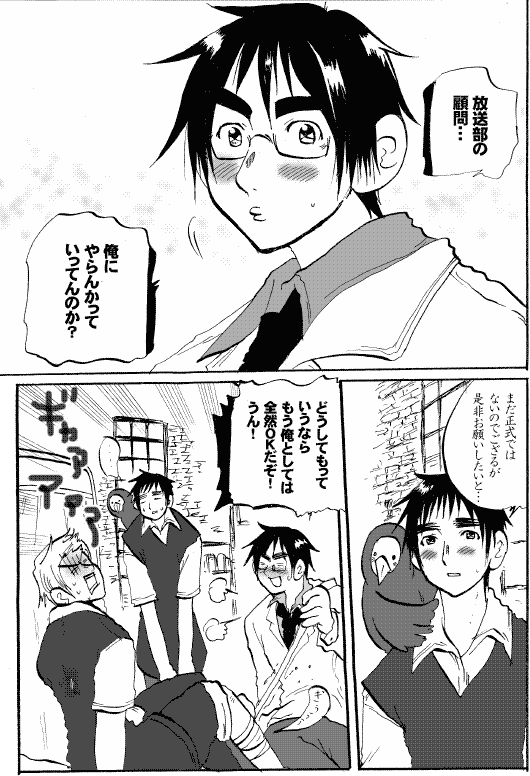 放送部の
顧問…
俺に
やらんかって
いってんのか?
まだ正式では
ないのでござるが
是非お願いしたいと…
どうしてもって
いうなら
もう俺としては
全然OKだぞ!
うん!
ギャアアアァァ